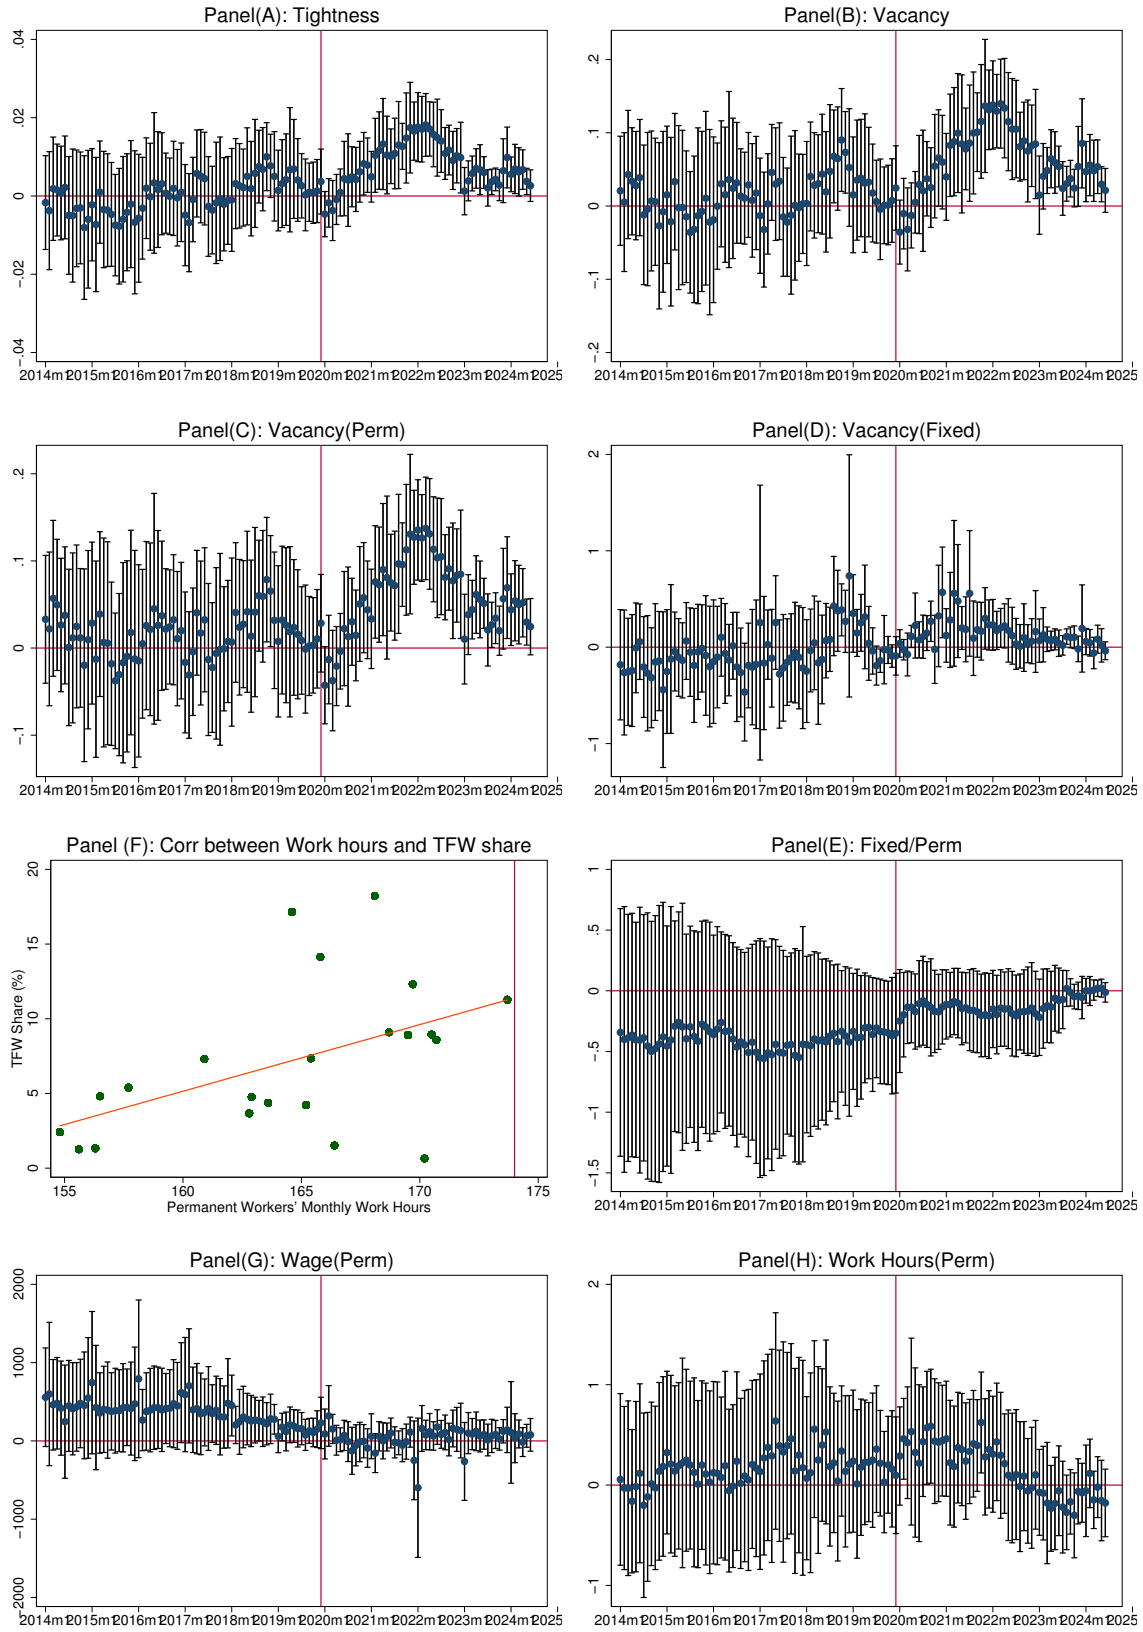 Panel(A): Tightness
.04
.02
0
-.02
-.04
2014m1 2015m1 2016m1 2017m1 2018m1 2019m1 2020m1 2021m1 2022m1 2023m1 2024m1 2025
Panel(B): Vacancy
.2
.1
0
-.1
-.2
2014m1 2015m1 2016m1 2017m1 2018m1 2019m1 2020m1 2021m1 2022m1 2023m1 2024m1 2025m
Panel(C): Vacancy(Perm)
.2
.1
0
-.1
2014m1 2015m1 2016m1 2017m1 2018m1 2019m1 2020m1 2021m1 2022m1 2023m1 2024m1 2025
Panel(D): Vacancy(Fixed)
2
1
0
-1
2014m1 2015m1 2016m1 2017m1 2018m1 2019m1 2020m1 2021m1 2022m1 2023m1 2024m1 2025m
Panel (F): Corr between Work hours and TFW share
TFW Share (%)
20
15
10
5
0
155 160 165 170 175
Permanent Workers' Monthly Work Hours
Panel(E): Fixed/Perm
1
.5
0
-.5
-1
-1.5
2014m1 2015m1 2016m1 2017m1 2018m1 2019m1 2020m1 2021m1 2022m1 2023m1 2024m1 2025m
Panel(G): Wage(Perm)
2000
1000
0
-1000
-2000
2014m1 2015m1 2016m1 2017m1 2018m1 2019m1 2020m1 2021m1 2022m1 2023m1 2024m1 2025
Panel(H): Work Hours(Perm)
2
1
0
-1
2014m1 2015m1 2016m1 2017m1 2018m1 2019m1 2020m1 2021m1 2022m1 2023m1 2024m1 2025m